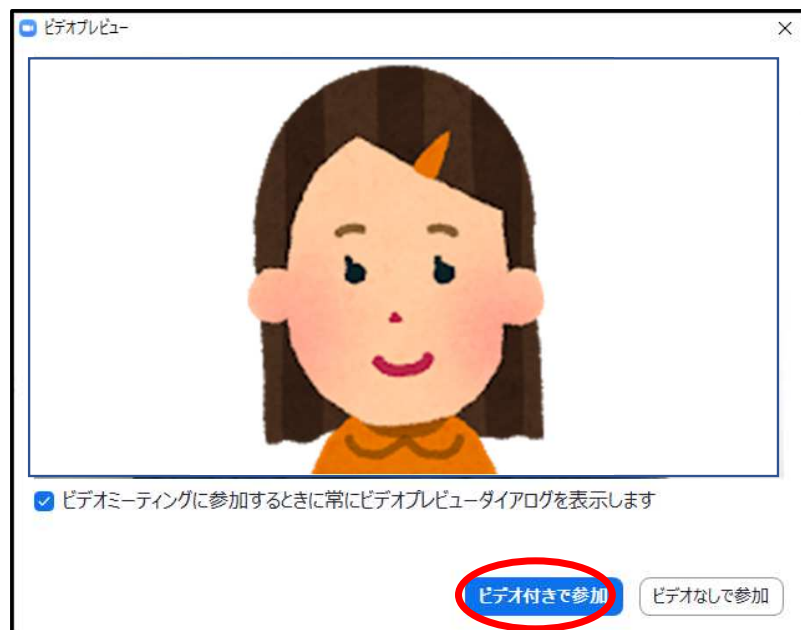 ビデオプレビュー
ビデオミーティングに参加するときに常にビデオプレビューダイアログを表示します
ビデオ付きで参加
ビデオなしで参加